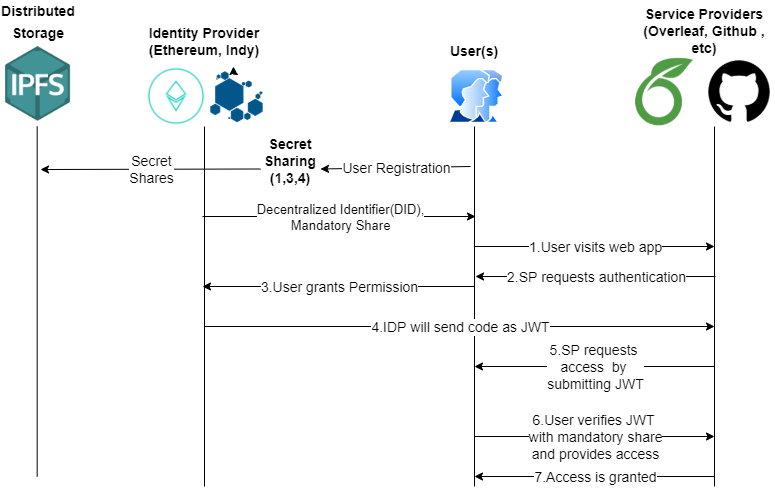 Distributed
Storage
IPFS
Identity Provider
(Ethereum, Indy)
User(s)
Service Providers
(Overleaf, Github ,
etc)
Secret
Shares
Secret
Sharing
(1,3,4)
User Registration
Decentralized Identifier(DID),
Mandatory Share
1.User visits web app
2.SP requests authentication
3.User grants Permission
4.IDP will send code as JWT
5.SP requests
access by
submitting JWT
6.User verifies JWT
with mandatory share
and provides access
7.Access is granted